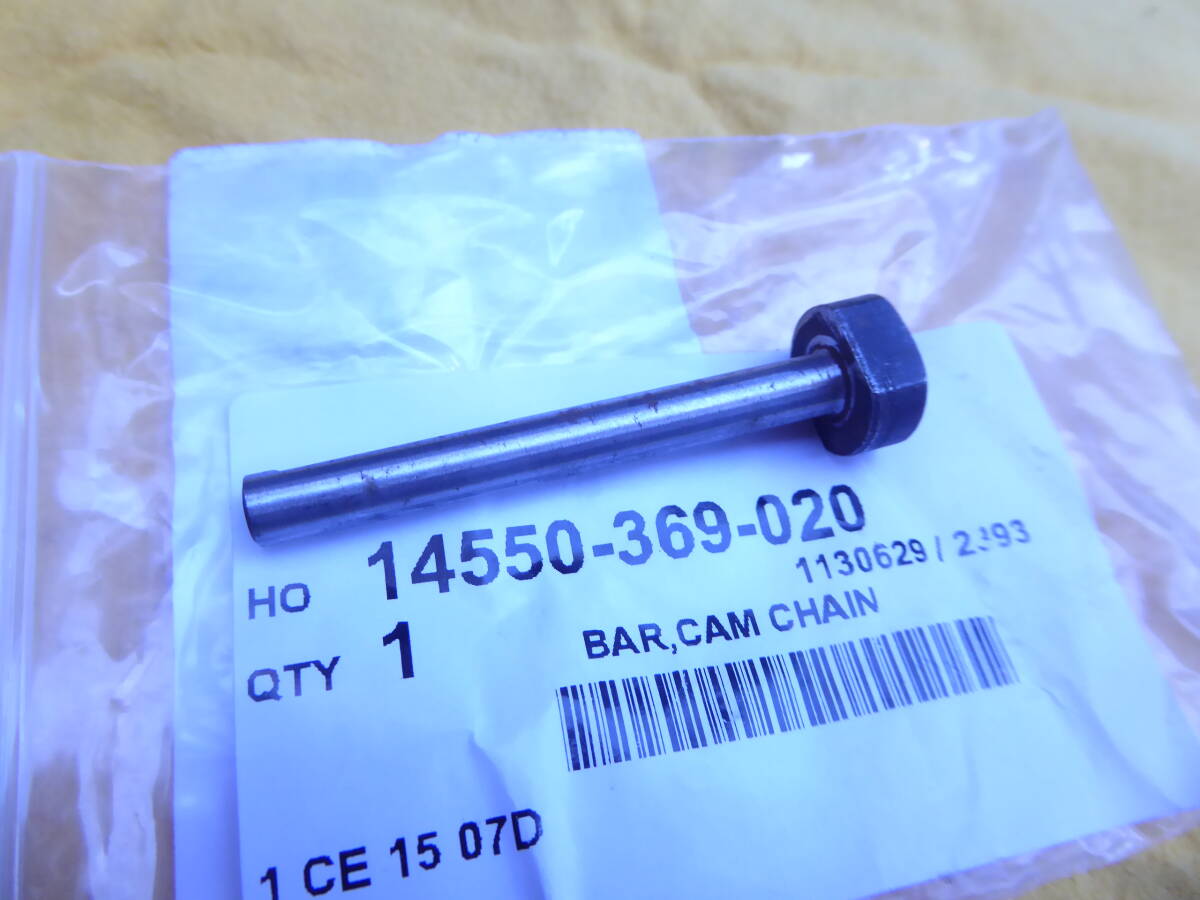 HO 14550-369-020
1130629 / 2393
QTY 1
BAR,CAM CHAIN
1 CE 15 07D